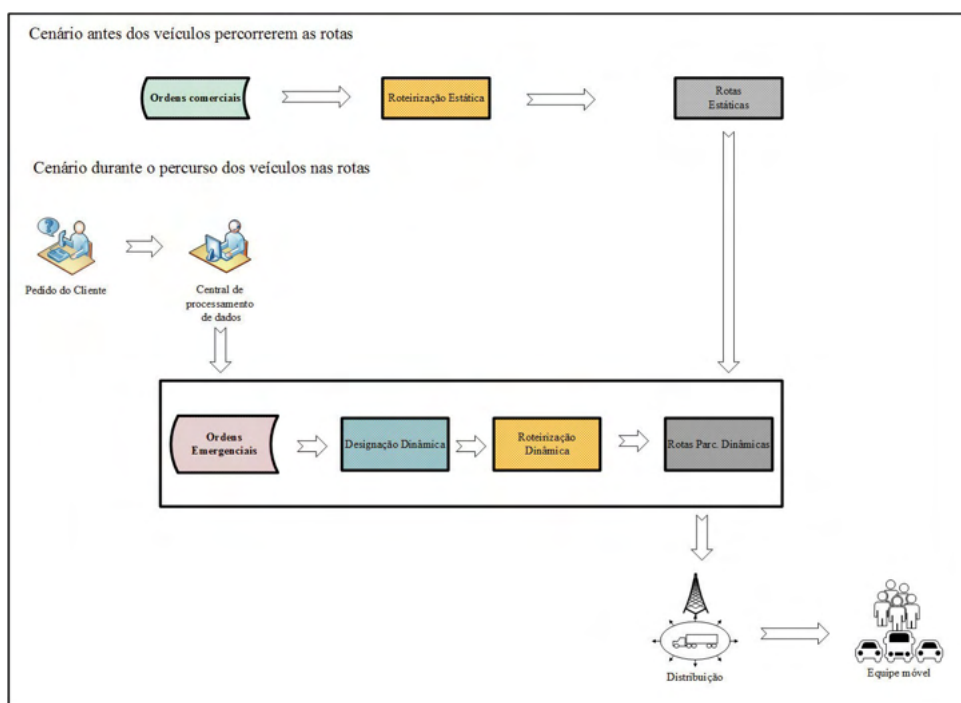 Cenário antes dos veículos percorrerem as rotas
Ordens comerciais
Roteirização Estática
Rotas
Estáticas
Cenário durante o percurso dos veículos nas rotas
Pedido do Cliente
Central de
processamento
de dados
Ordens
Emergenciais
Designação Dinâmica
Roteirização
Dinâmica
Rotas Parc. Dinâmicas
Distribuição
Equipe móvel